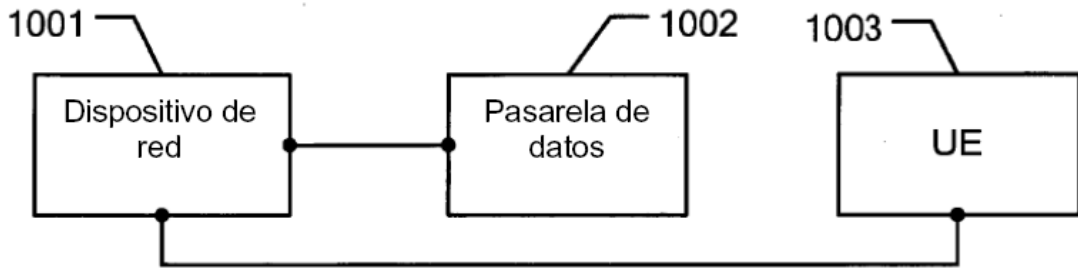 1001
1002
1003
Dispositivo de
red
Pasarela de
datos
UE